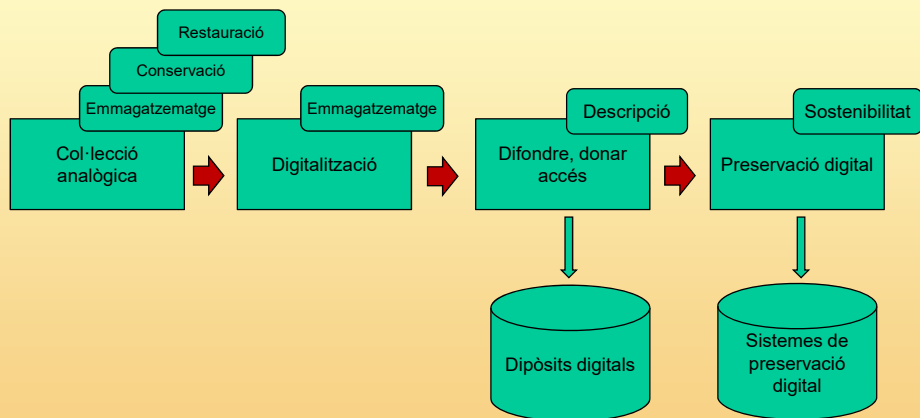 Restauració
Conservació
Emmagatzematge
Col·lecció
analògica
Emmagatzematge
Digitalització
Descripció
Difondre, donar
accés
Sostenibilitat
Preservació digital
Dipòsits digitals
Sistemes de
preservació
digital